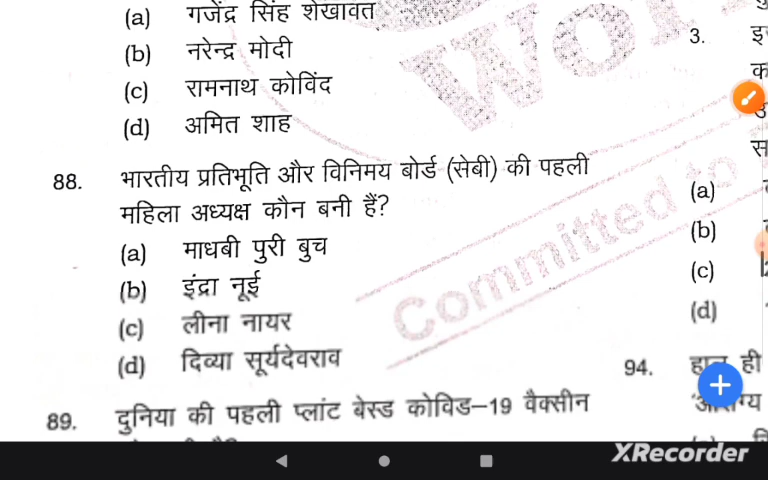 (a) गजेंद्र सिंह शेखावत
(b) नरेन्द्र मोदी
(c) रामनाथ कोविंद
(d) अमित शाह
88. भारतीय प्रतिभूति और विनिमय बोर्ड (सेबी) की पहली
महिला अध्यक्ष कौन बनी हैं?
(a) माधबी पुरी बुच
(b) इंद्रा नूई
(c) लीना नायर
(d) दिव्या सूर्यदेवराव
89. दुनिया की पहली प्लांट बेस्ड कोविड–19 वैक्सीन
3.
(a)
(b)
(c)
(d)
94. हाल ही
Committed to
XRecorder